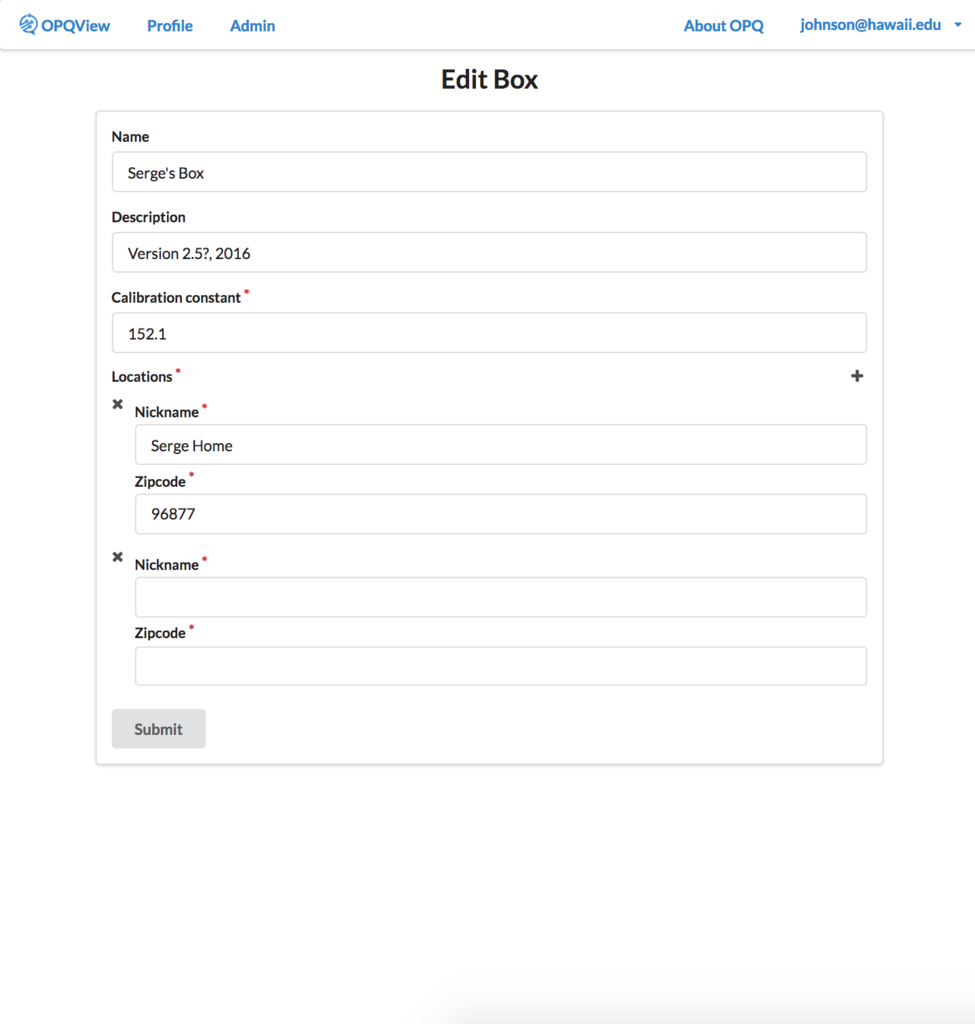 OPQView Profile Admin About OPQ johnson@hawaii.edu
Edit Box
Name
Serge's Box
Description
Version 2.5?, 2016
Calibration constant *
152.1
Locations *
Nickname *
Serge Home
Zipcode *
96877
Nickname *
Zipcode *
Submit